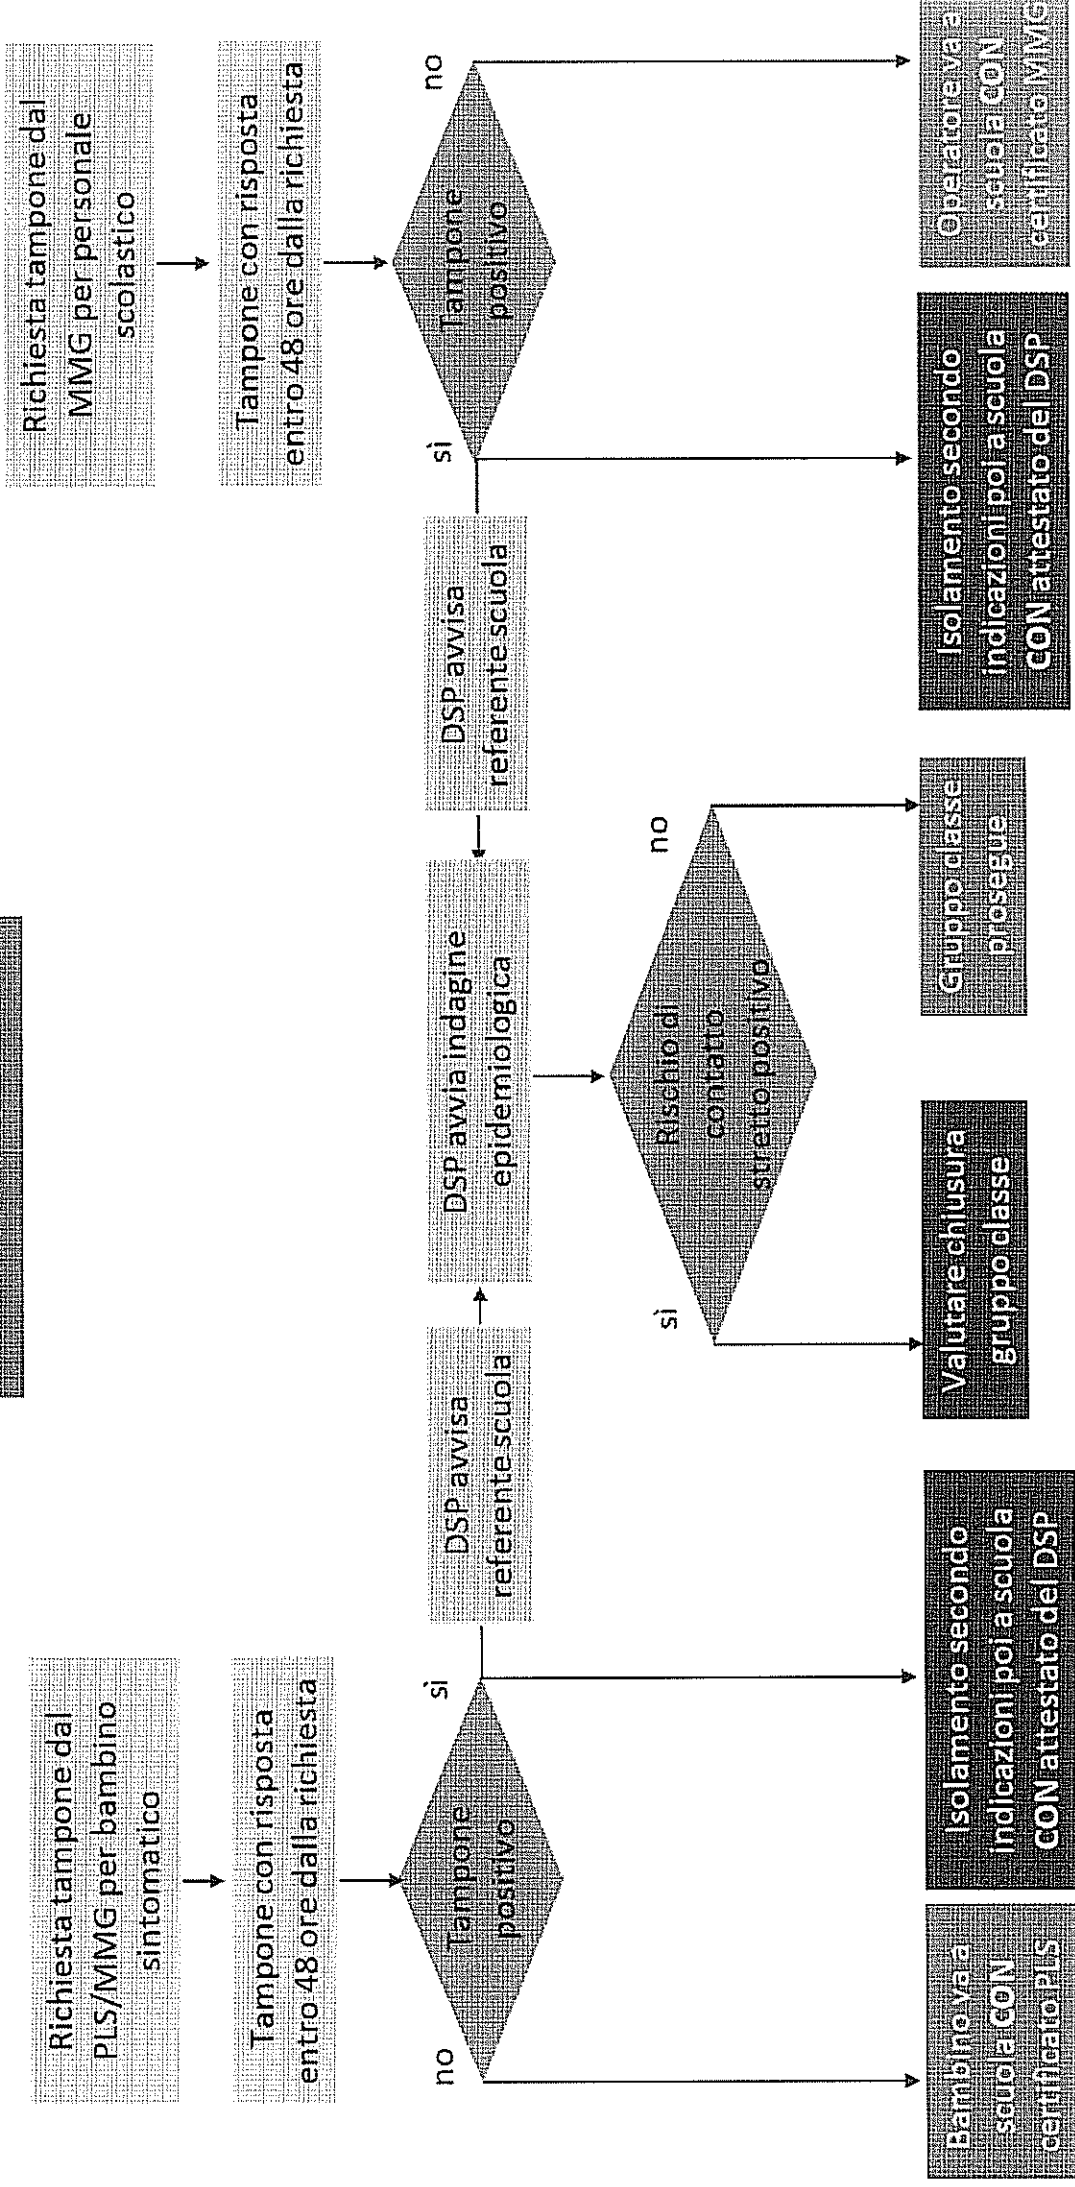 Richiesta tampone dal
PLS/MMG per bambino
sintomatico
Tampone con risposta
entro 48 ore dalla richiesta
Tampone
positivo
no
sì
DSP avvisa
referente scuola
DSP avvia indagine
epidemiologica
DSP avvisa
referente scuola
Richiesta tampone dal
MMG per personale
scolastico
Tampone con risposta
entro 48 ore dalla richiesta
Tampone
positivo
sì
no
Rischio di
contatto
stretto positivo
sì
no
Bambino va a
scuola CON
certificato PLS
Isolamento secondo
indicazioni poi a scuola
CON attestato del DSP
Valutare chiusura
gruppo classe
Gruppo classe
prosegue
Isolamento secondo
indicazioni poi a scuola
CON attestato del DSP
Operatore va a
scuola CON
certificato MMG